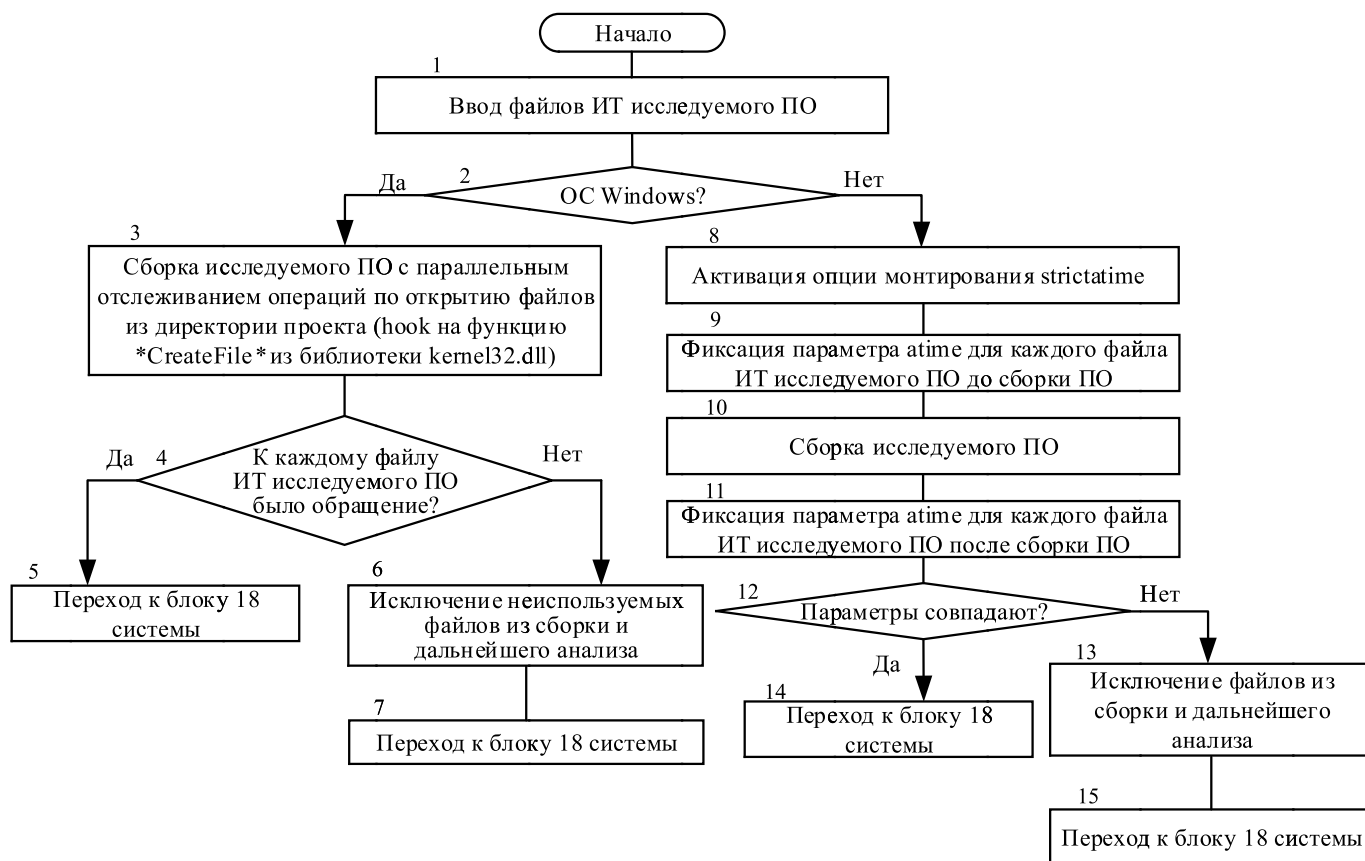 Начало
1
Ввод файлов ИТ исследуемого ПО
2
ОС Windows?
Да
Нет
3
Сборка исследуемого ПО с параллельным
отслеживанием операций по открытию файлов
из директории проекта (hook на функцию
*CreateFile* из библиотеки kernel32.dll)
4
К каждому файлу
ИТ исследуемого ПО
было обращение?
Да
Нет
5
Переход к блоку 18
системы
6
Исключение неиспользуемых
файлов из сборки и
дальнейшего анализа
7
Переход к блоку 18 системы
8
Активация опции монтирования strictatime
9
Фиксация параметра atime для каждого файла
ИТ исследуемого ПО до сборки ПО
10
Сборка исследуемого ПО
11
Фиксация параметра atime для каждого файла
ИТ исследуемого ПО после сборки ПО
12
Параметры совпадают?
Нет
Да
13
Исключение файлов из
сборки и дальнейшего
анализа
14
Переход к блоку 18
системы
15
Переход к блоку 18 системы